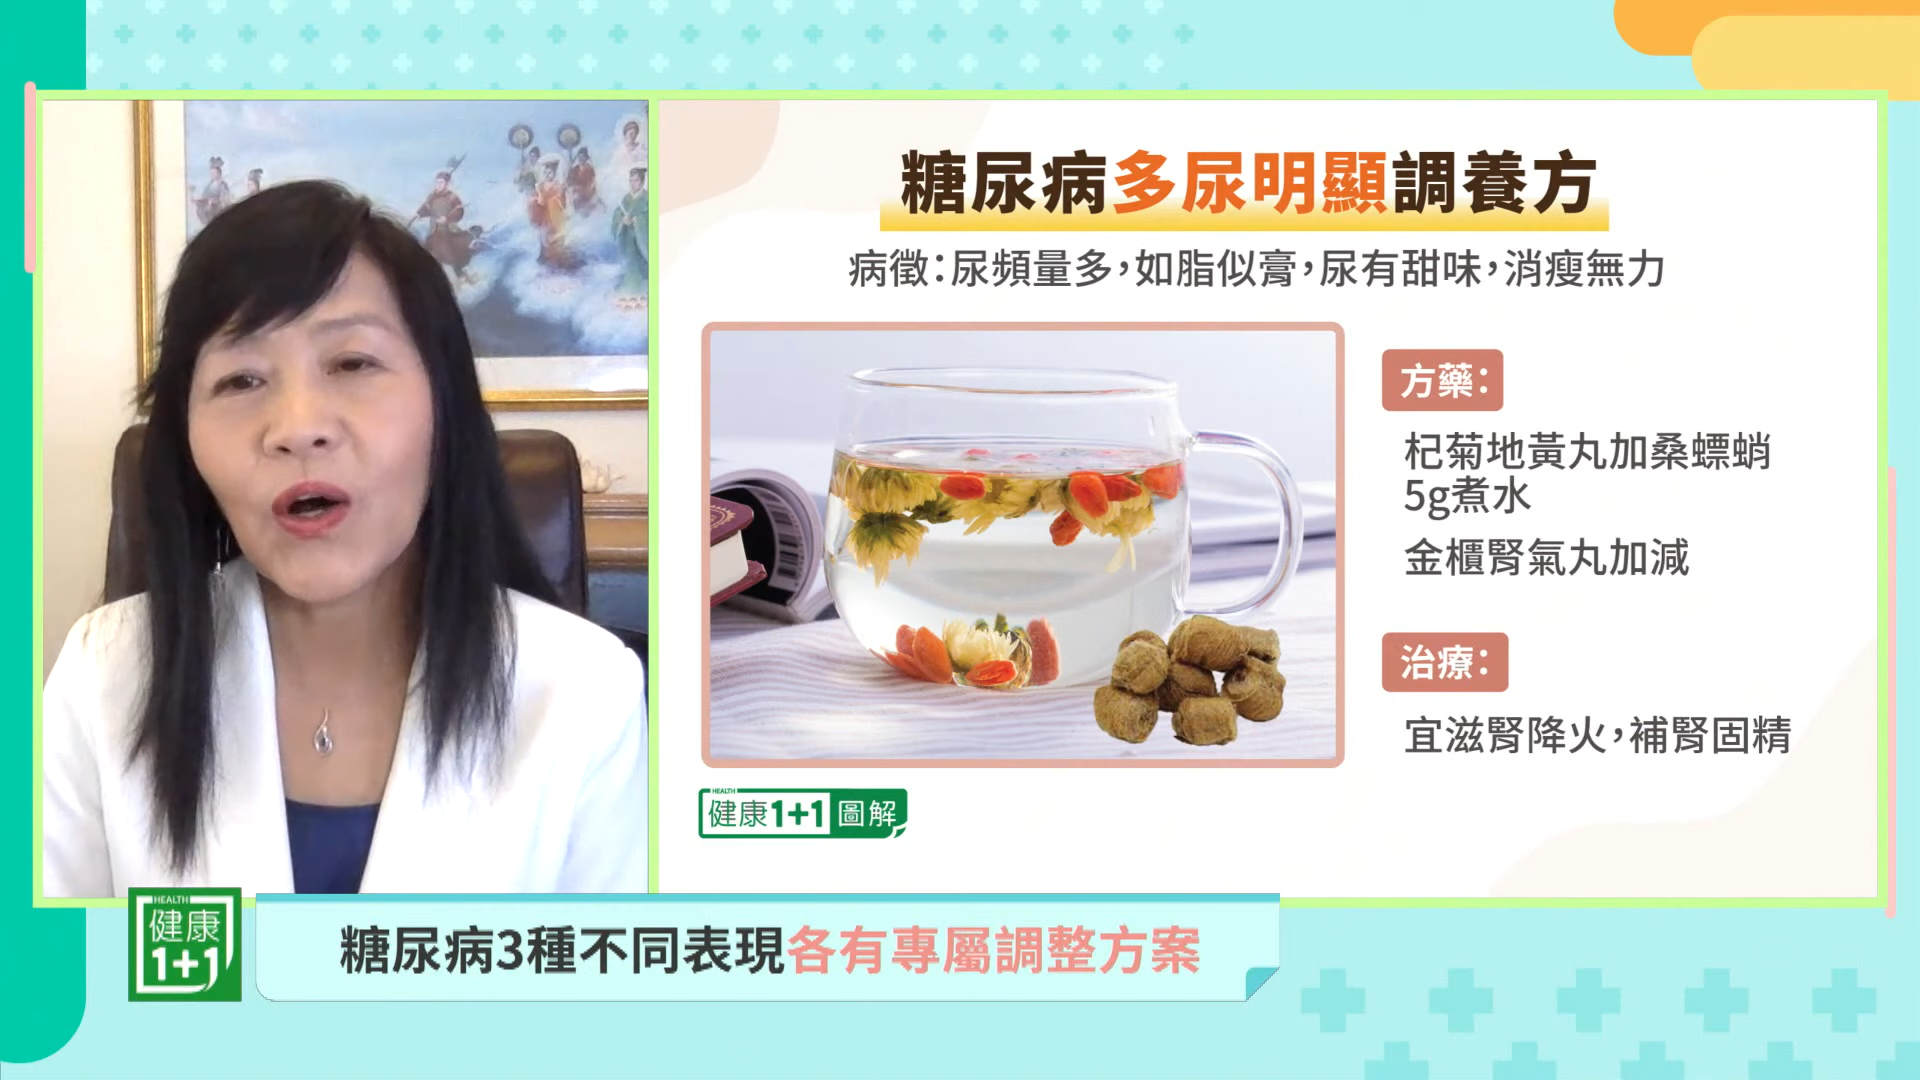 糖尿病多尿明顯調養方
病徵：尿頻量多，如脂似膏，尿有甜味，消瘦無力
方藥：
杞菊地黃丸加桑螵蛸
5g煮水
金櫃腎氣丸加減
治療：
宜滋腎降火，補腎固精
HEALTH
健康1+1圖解
HEALTH
健康
1+1
糖尿病3種不同表現各有專屬調整方案